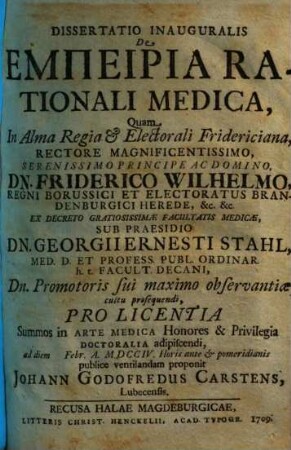 DISSERTATIO INAUGURALIS
De
ΕΜΠΕΙΡΙΑ RA-
TIONALI MEDICA,
Quam
In Alma Regia & Electorali Fridericiana,
RECTORE MAGNIFICENTISSIMO,
SERENISSIMO PRINCIPE AC DOMINO,
DN. FRIDERICO WILHELMO,
REGNI BORUSSICI ET ELECTORATUS BRAN-
DENBURGICI HEREDE, &c. &c.
EX DECRETO GRATIOSISSIMÆ FACULTATIS MEDICÆ,
SUB PRAESIDIO
DN. GEORGII ERNESTI STAHL,
MED. D. ET PROFESS. PUBL. ORDINAR.
h. t. FACULT. DECANI,
Dn. Promotoris sui maximo observantiæ
cultu prosequendi,
PRO LICENTIA
Summos in ARTE MEDICA Honores & Privilegia
DOCTORALIA adipiscendi,
ad diem Febr. A. MDCCIV. Horis ante & pomeridianis
publice ventilandam proponit
JOHANN GODOFREDUS CARSTENS,
Lubecensis,
RECUSA HALAE MAGDEBURGICAE,
LITTERIS CHRIST. HENCKELII, ACAD. TYPOGR. 1709.